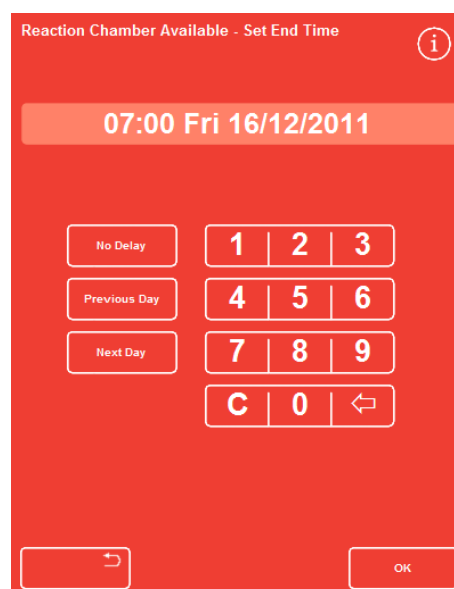 Reaction Chamber Available - Set End Time
i
07:00 Fri 16/12/2011
No Delay
1 | 2 | 3
Previous Day
4 | 5 | 6
Next Day
7 | 8 | 9
C | 0
OK